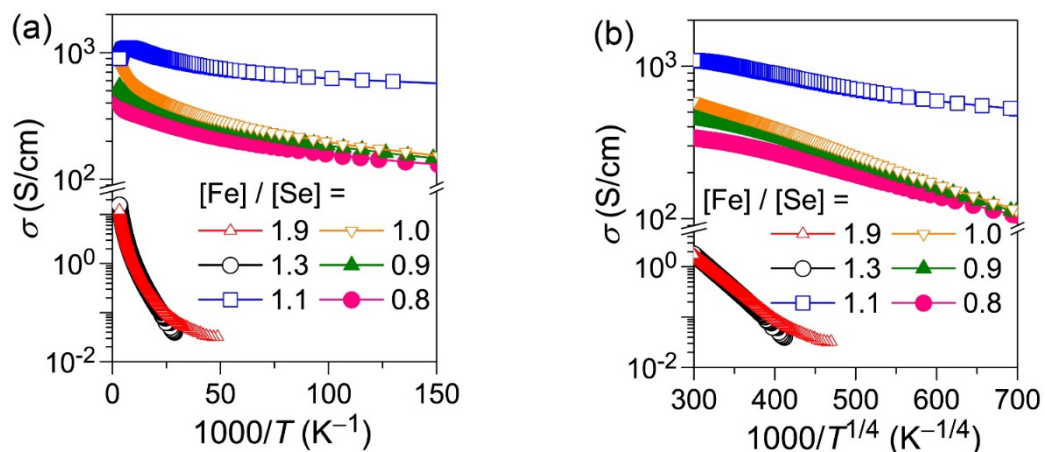 (a)
10³
10²
10⁰
10⁻²
σ (S/cm)
[Fe] / [Se] =
1.9 1.0
1.3 0.9
1.1 0.8
0 50 100 150
1000/T (K⁻¹)
(b)
10³
10²
10⁰
10⁻²
σ (S/cm)
[Fe] / [Se] =
1.9 1.0
1.3 0.9
1.1 0.8
300 400 500 600 700
1000/T^{1/4} (K^{−1/4})